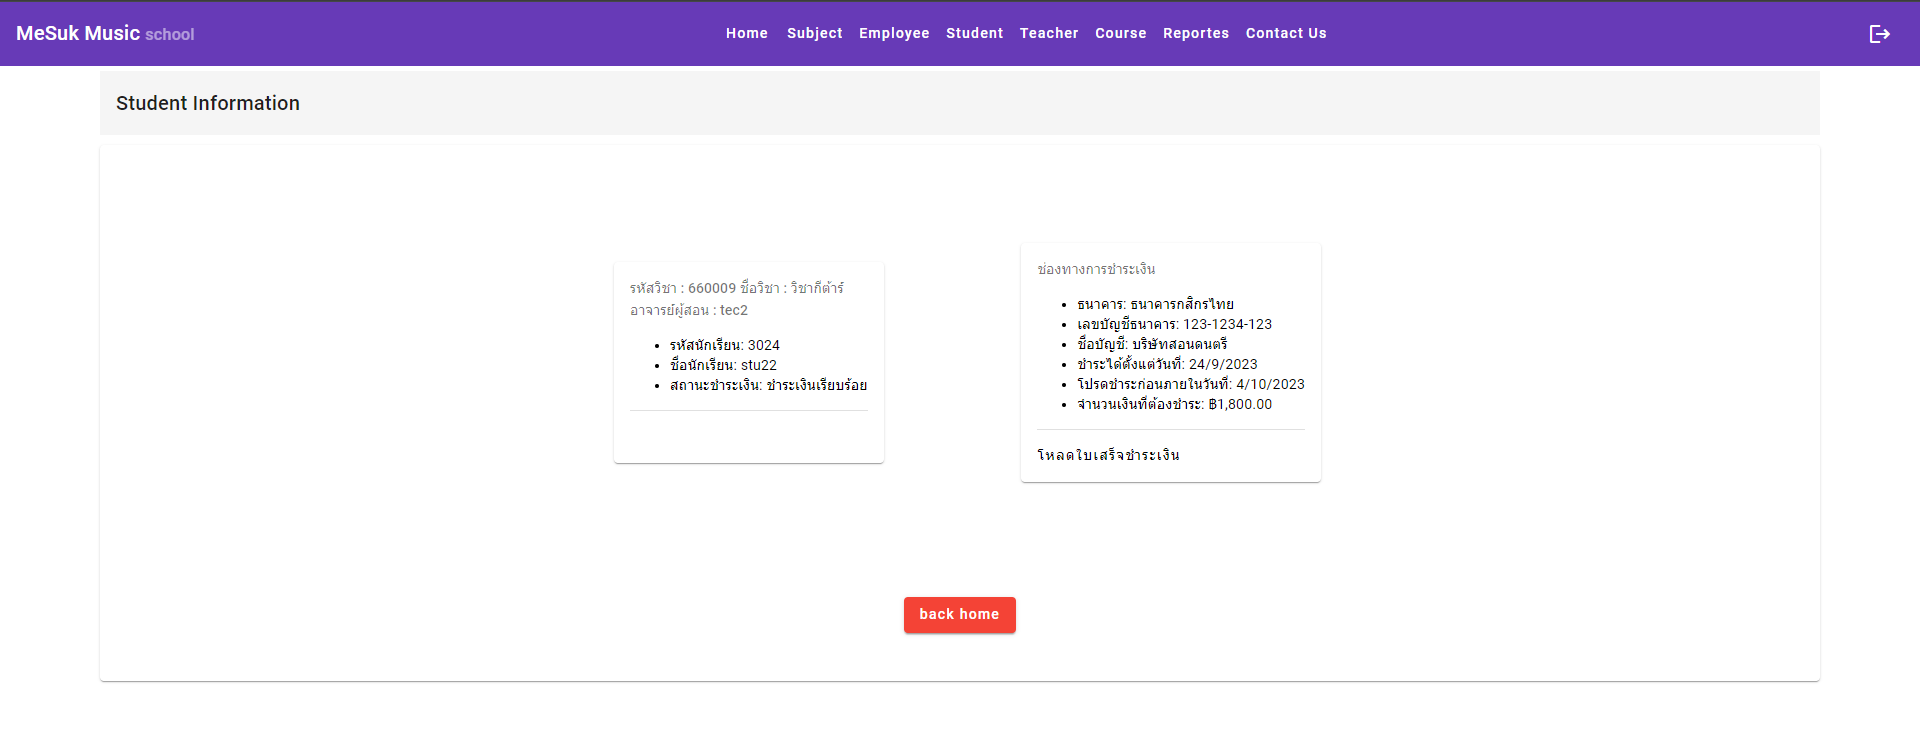 MeSuk Music school
Home Subject Employee Student Teacher Course Reportes Contact Us
Student Information
รหัสวิชา : 660009 ชื่อวิชา : วิชากีต้าร์
อาจารย์ผู้สอน : tec2
รหัสนักเรียน: 3024
ชื่อนักเรียน: stu22
สถานะชำระเงิน: ชำระเงินเรียบร้อย
ช่องทางการชำระเงิน
ธนาคาร: ธนาคารกสิกรไทย
เลขบัญชีธนาคาร: 123-1234-123
ชื่อบัญชี: บริษัทสอนดนตรี
ชำระได้ตั้งแต่วันที่: 24/9/2023
โปรดชำระก่อนภายในวันที่: 4/10/2023
จำนวนเงินที่ต้องชำระ: ฿1,800.00
โหลดใบเสร็จชำระเงิน
back home